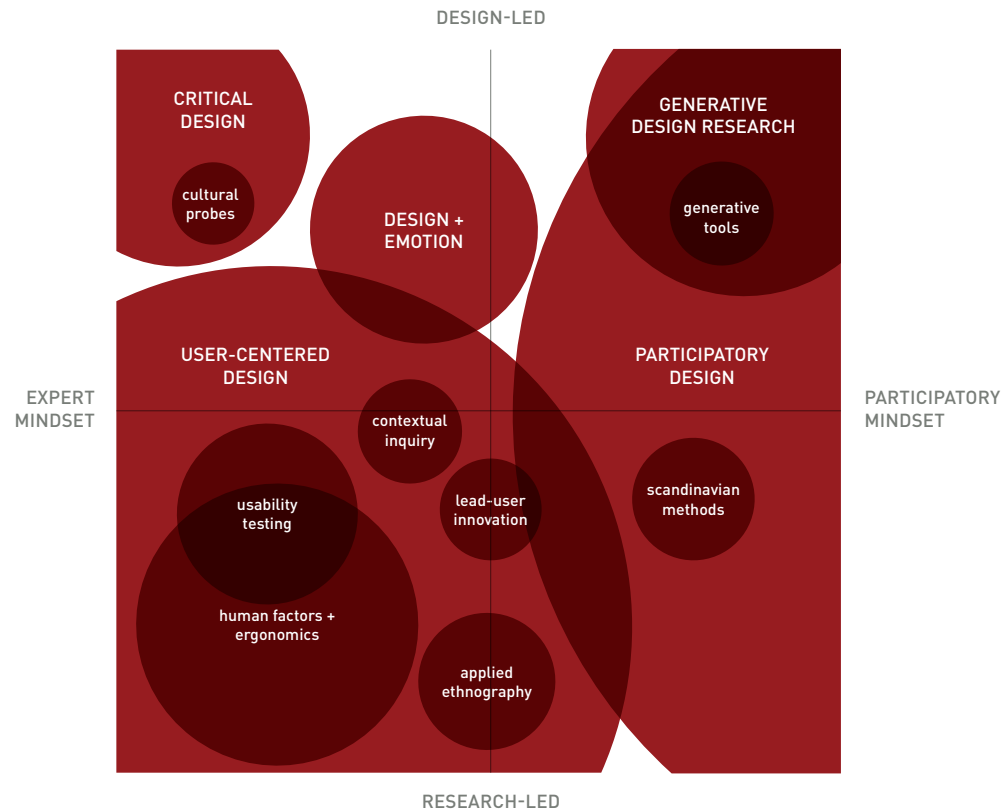 DESIGN-LED
CRITICAL
DESIGN
GENERATIVE
DESIGN RESEARCH
cultural
probes
generative
tools
DESIGN +
EMOTION
USER-CENTERED
DESIGN
PARTICIPATORY
DESIGN
EXPERT
MINDSET
PARTICIPATORY
MINDSET
contextual
inquiry
usability
testing
lead-user
innovation
scandinavian
methods
human factors +
ergonomics
applied
ethnography
RESEARCH-LED